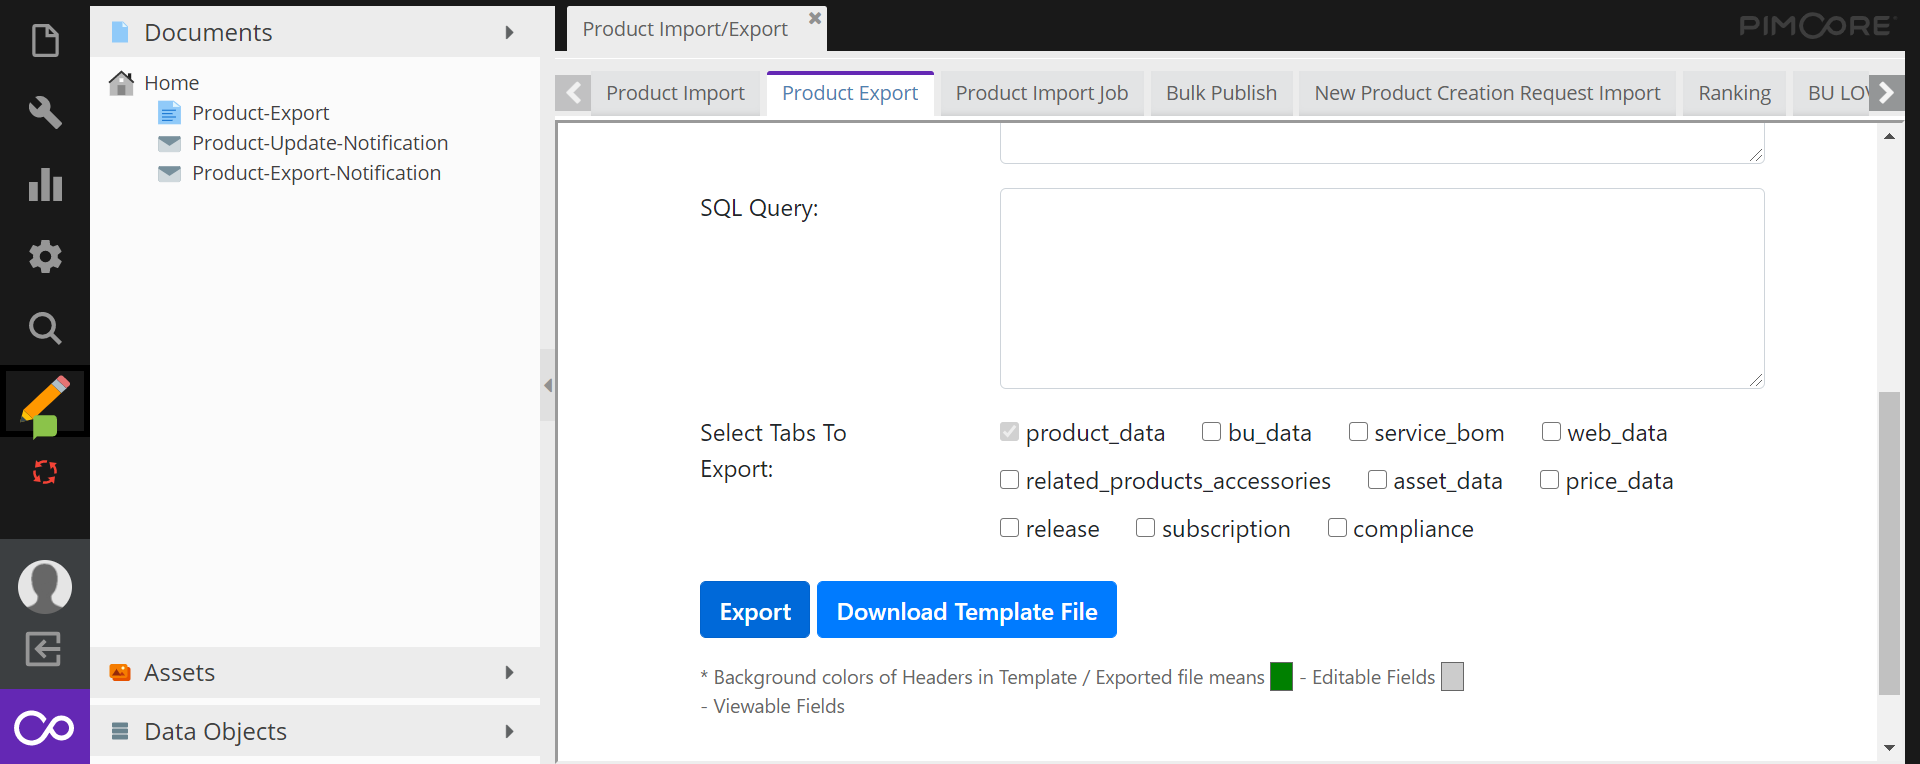 Documents
Home
Product-Export
Product-Update-Notification
Product-Export-Notification
Assets
Data Objects
Product Import/Export
PIMCORE
Product Import
Product Export
Product Import Job
Bulk Publish
New Product Creation Request Import
Ranking
BU LOV
SQL Query:
Select Tabs To
Export:
product_data bu_data service_bom web_data
related_products_accessories asset_data price_data
release subscription compliance
Export Download Template File
* Background colors of Headers in Template / Exported file means - Editable Fields
- Viewable Fields